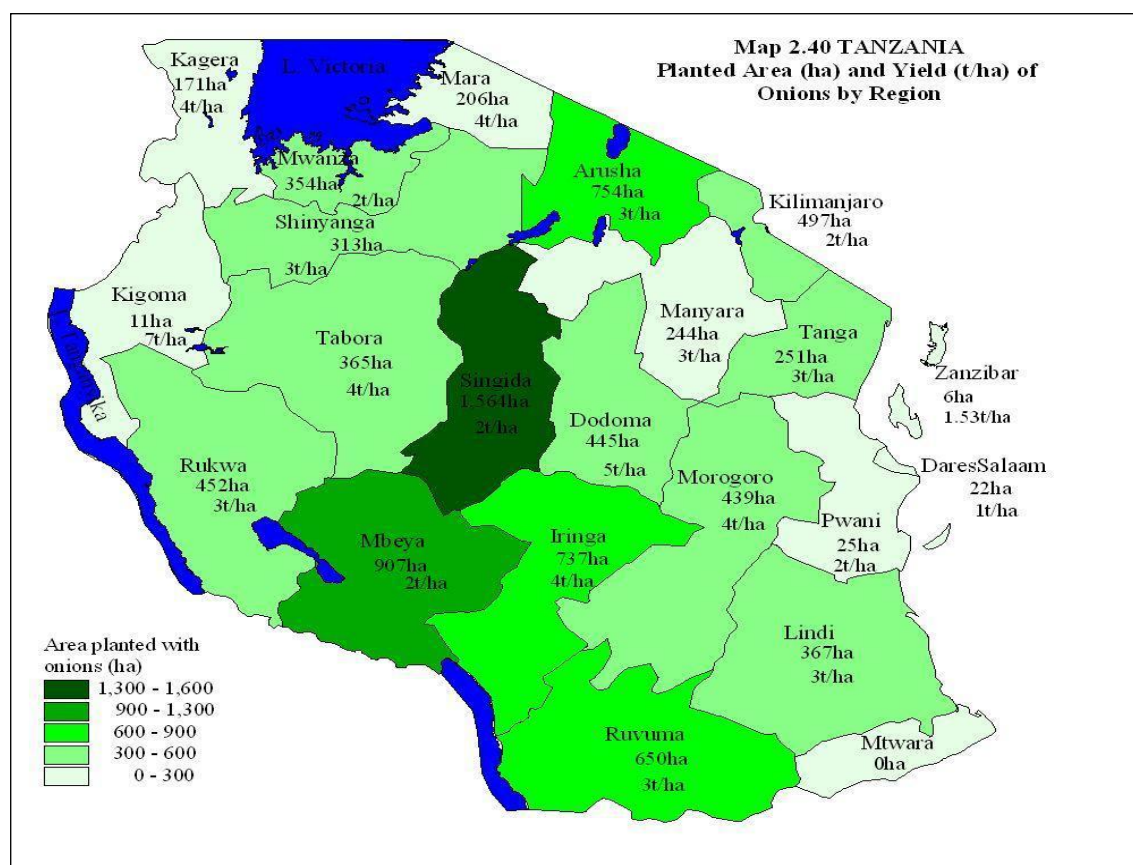 Map 2.40 TANZANIA
Planted Area (ha) and Yield (t/ha) of
Onions by Region
Kagera
171ha
4t/ha
L. Victoria
Mara
206ha
4t/ha
Mwanza
354ha
2t/ha
Arusha
754ha
3t/ha
Kilimanjaro
497ha
2t/ha
Shinyanga
313ha
3t/ha
Kigoma
11ha
7t/ha
Tabora
365ha
4t/ha
Singida
1,564ha
2t/ha
Manyara
244ha
3t/ha
Tanga
251ha
3t/ha
Zanzibar
6ha
1.53t/ha
L. Tanganyika
Dodoma
445ha
5t/ha
Rukwa
452ha
3t/ha
Morogoro
439ha
4t/ha
DaresSalaam
22ha
1t/ha
Pwani
25ha
2t/ha
Mbeya
907ha
2t/ha
Iringa
737ha
4t/ha
Lindi
367ha
3t/ha
Ruvuma
650ha
3t/ha
Mtwara
0ha
Area planted with
onions (ha)
1,300 - 1,600
900 - 1,300
600 - 900
300 - 600
0 - 300